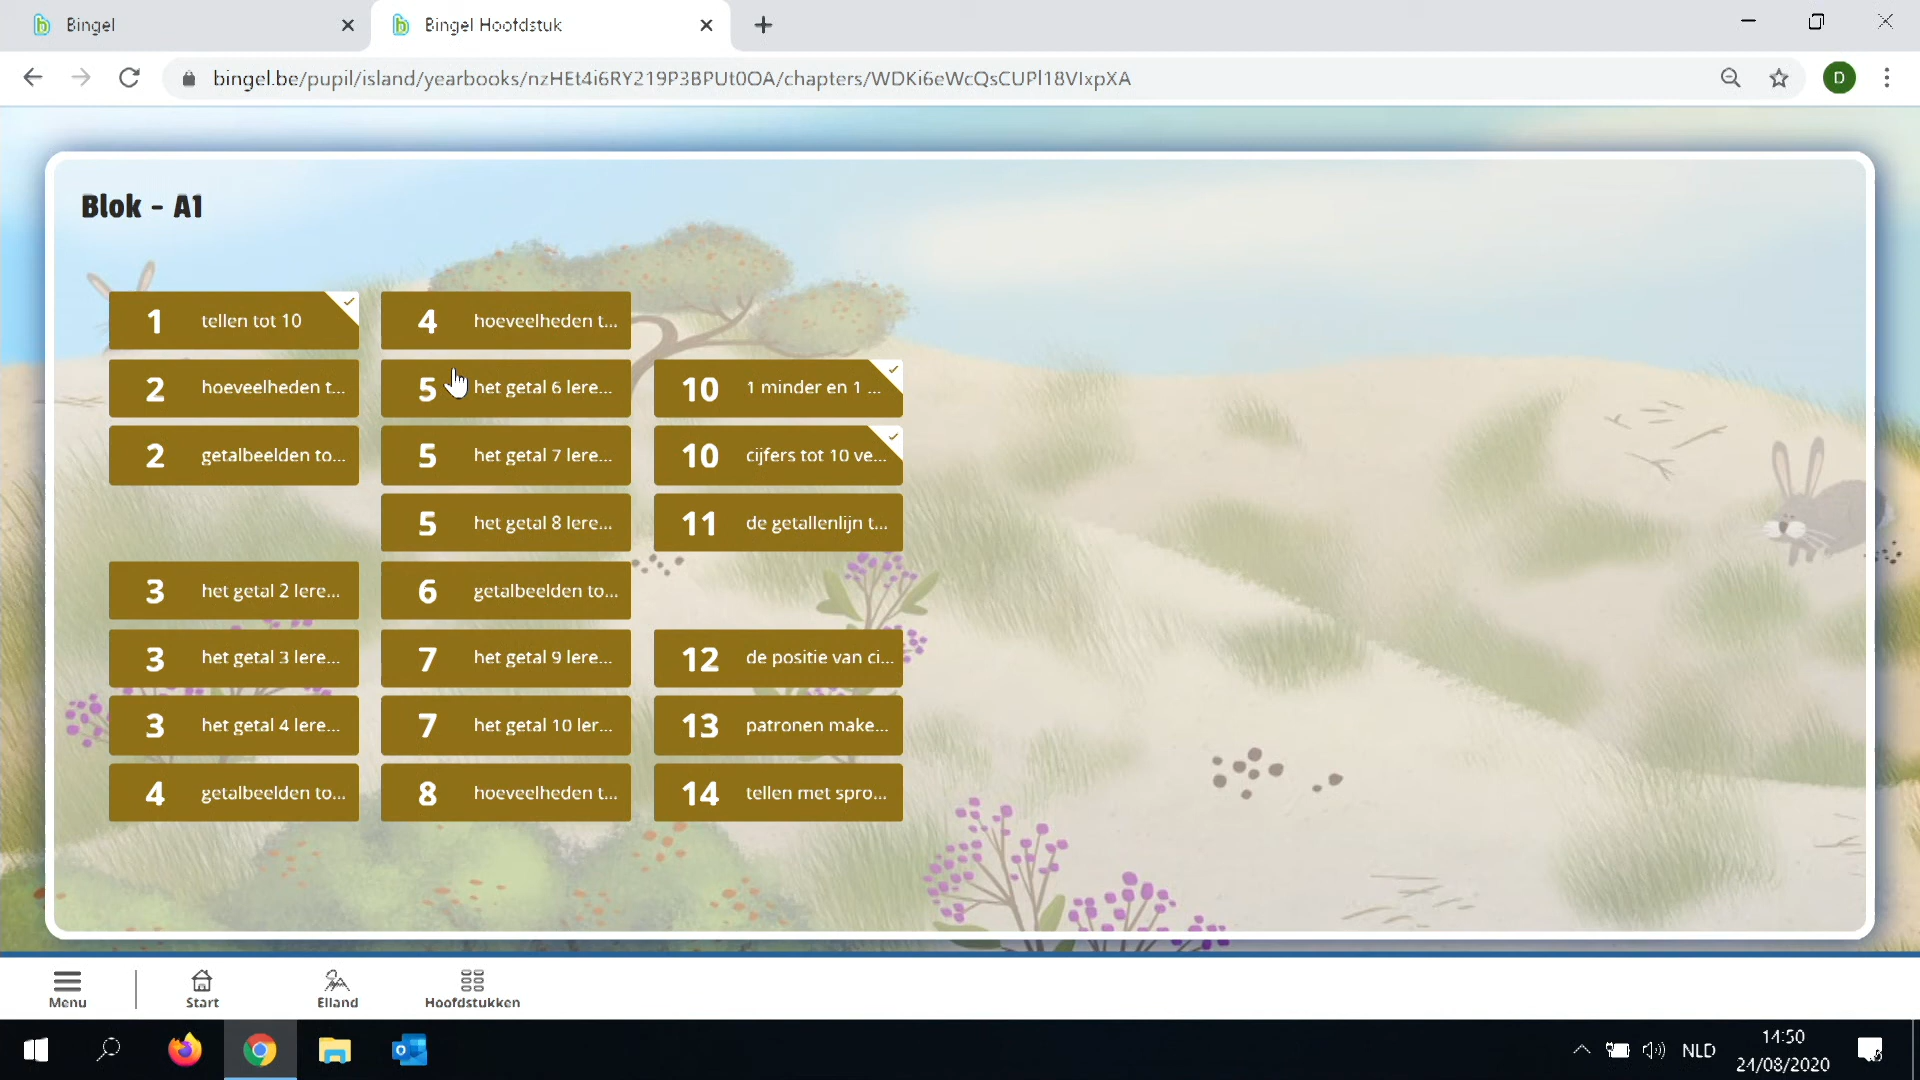 Bingel
Bingel Hoofdstuk
bingel.be/pupil/island/yearbooks/nzHEt4i6RY219P3BPUt0OA/chapters/WDKi6eWcQsCUPl18VIxpXA
D
Blok - A1
1 tellen tot 10
2 hoeveelheden t...
2 getalbeelden to...
3 het getal 2 lere...
3 het getal 3 lere...
3 het getal 4 lere...
4 getalbeelden to...
4 hoeveelheden t...
5 het getal 6 lere...
5 het getal 7 lere...
5 het getal 8 lere...
6 getalbeelden to...
7 het getal 9 lere...
7 het getal 10 ler...
8 hoeveelheden t...
10 1 minder en 1 ...
10 cijfers tot 10 ve...
11 de getallenlijn t...
12 de positie van ci...
13 patronen make...
14 tellen met spro...
Menu
Start
Eiland
Hoofdstukken
NLD
14:50
24/08/2020